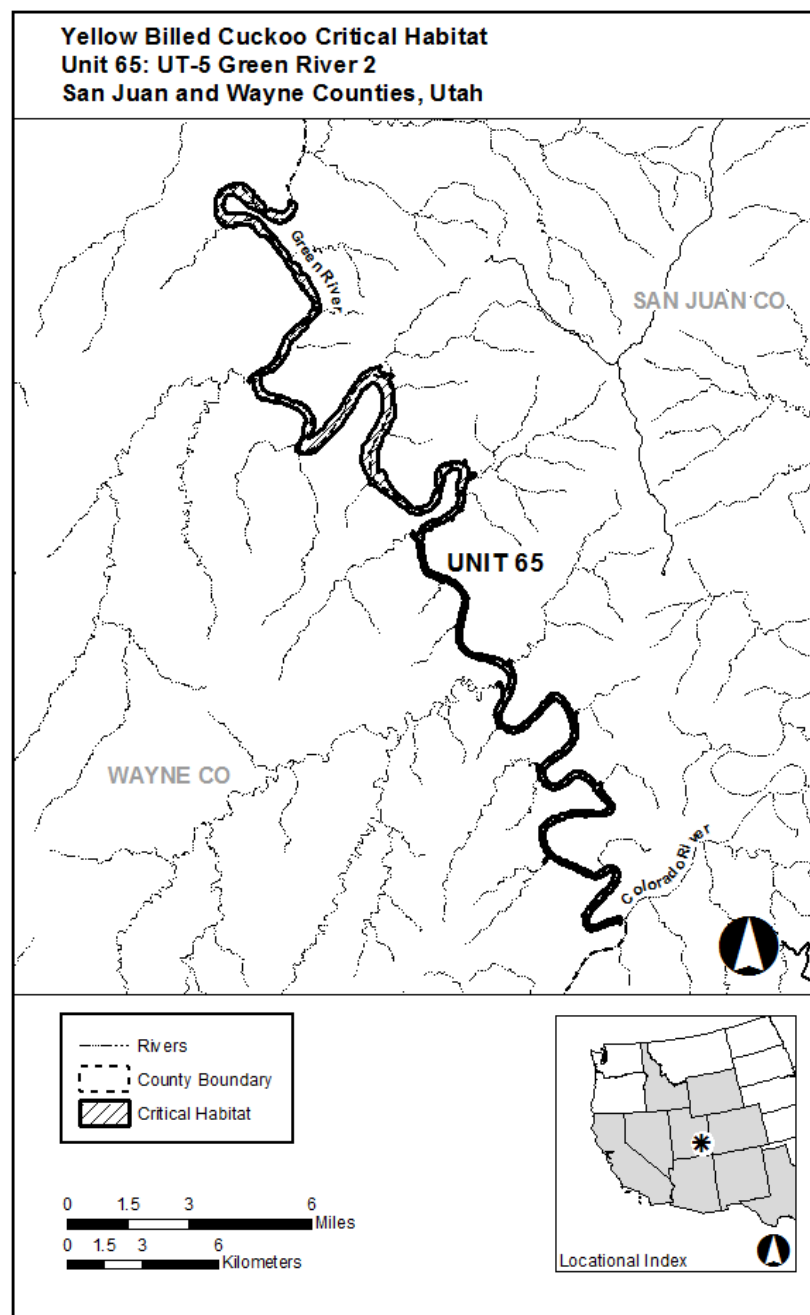 Yellow Billed Cuckoo Critical Habitat
Unit 65: UT-5 Green River 2
San Juan and Wayne Counties, Utah
Green River
SAN JUAN CO
UNIT 65
WAYNE CO
Colorado River
Rivers
County Boundary
Critical Habitat
0 1.5 3 6
Miles
0 1.5 3 6
Kilometers
Locational Index